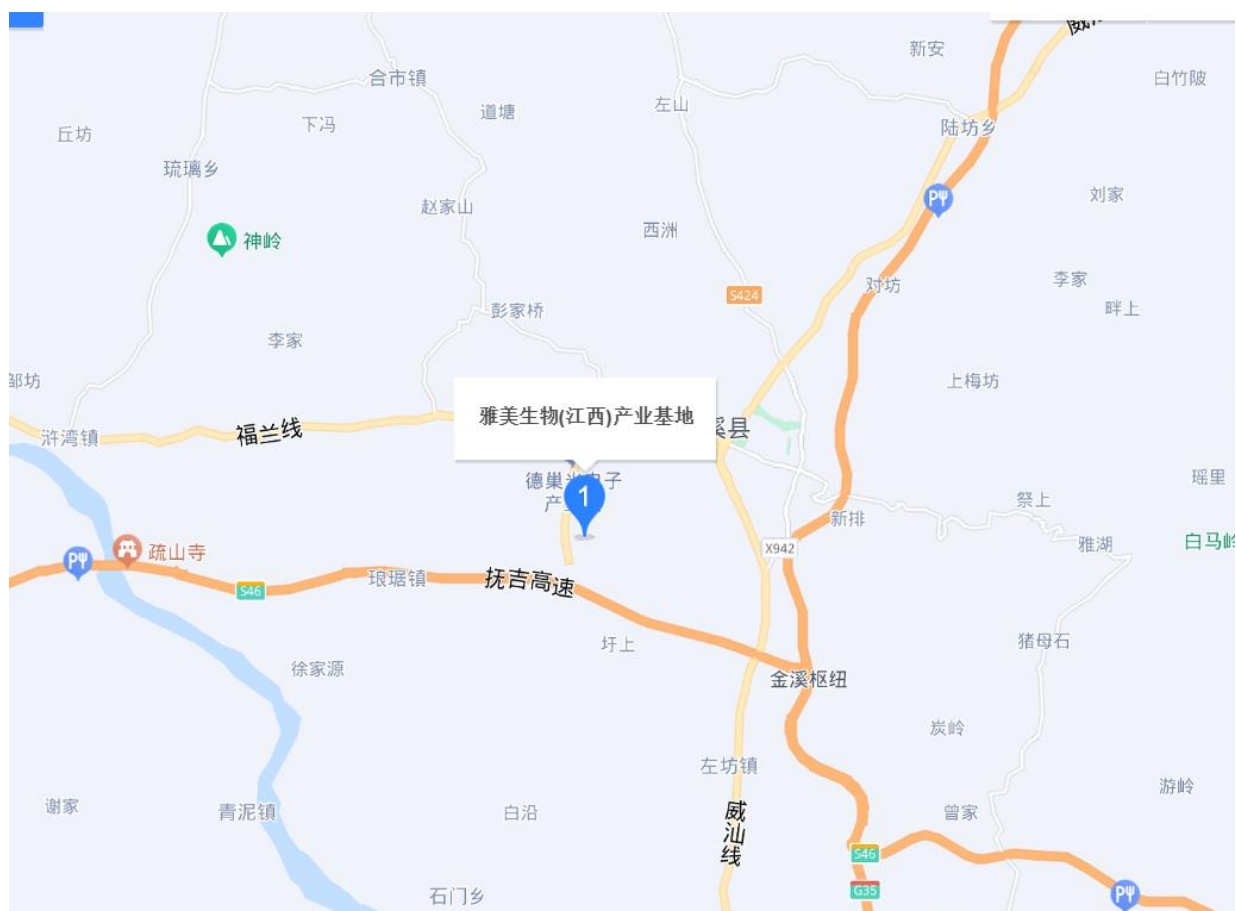 威汕
新安
合市镇
白竹陂
左山
道塘
下冯
陆坊乡
丘坊
琉璃乡
刘家
赵家山
西洲
神岭
李家
对坊
S424
畔上
彭家桥
李家
邹坊
上梅坊
雅美生物(江西)产业基地
福兰线
溪县
浒湾镇
瑶里
德巢光电子
产业
1
祭上
新排
白马岭
雅湖
X942
疏山寺
琅琚镇
抚吉高速
S46
圩上
猪母石
徐家源
金溪枢纽
炭岭
左坊镇
游岭
谢家
青泥镇
白沿
曾家
威汕线
S46
G35
石门乡